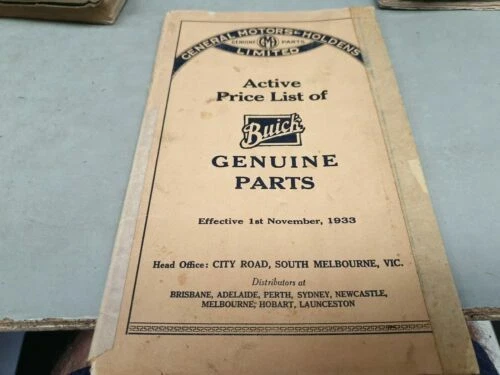 GENERAL MOTORS-HOLDENS
GENUINE GMH PARTS
LIMITED
Active
Price List of
Buick
GENUINE
PARTS
Effective 1st November, 1933
Head Office: CITY ROAD, SOUTH MELBOURNE, VIC.
Distributors at
BRISBANE, ADELAIDE, PERTH, SYDNEY, NEWCASTLE,
MELBOURNE, HOBART, LAUNCESTON